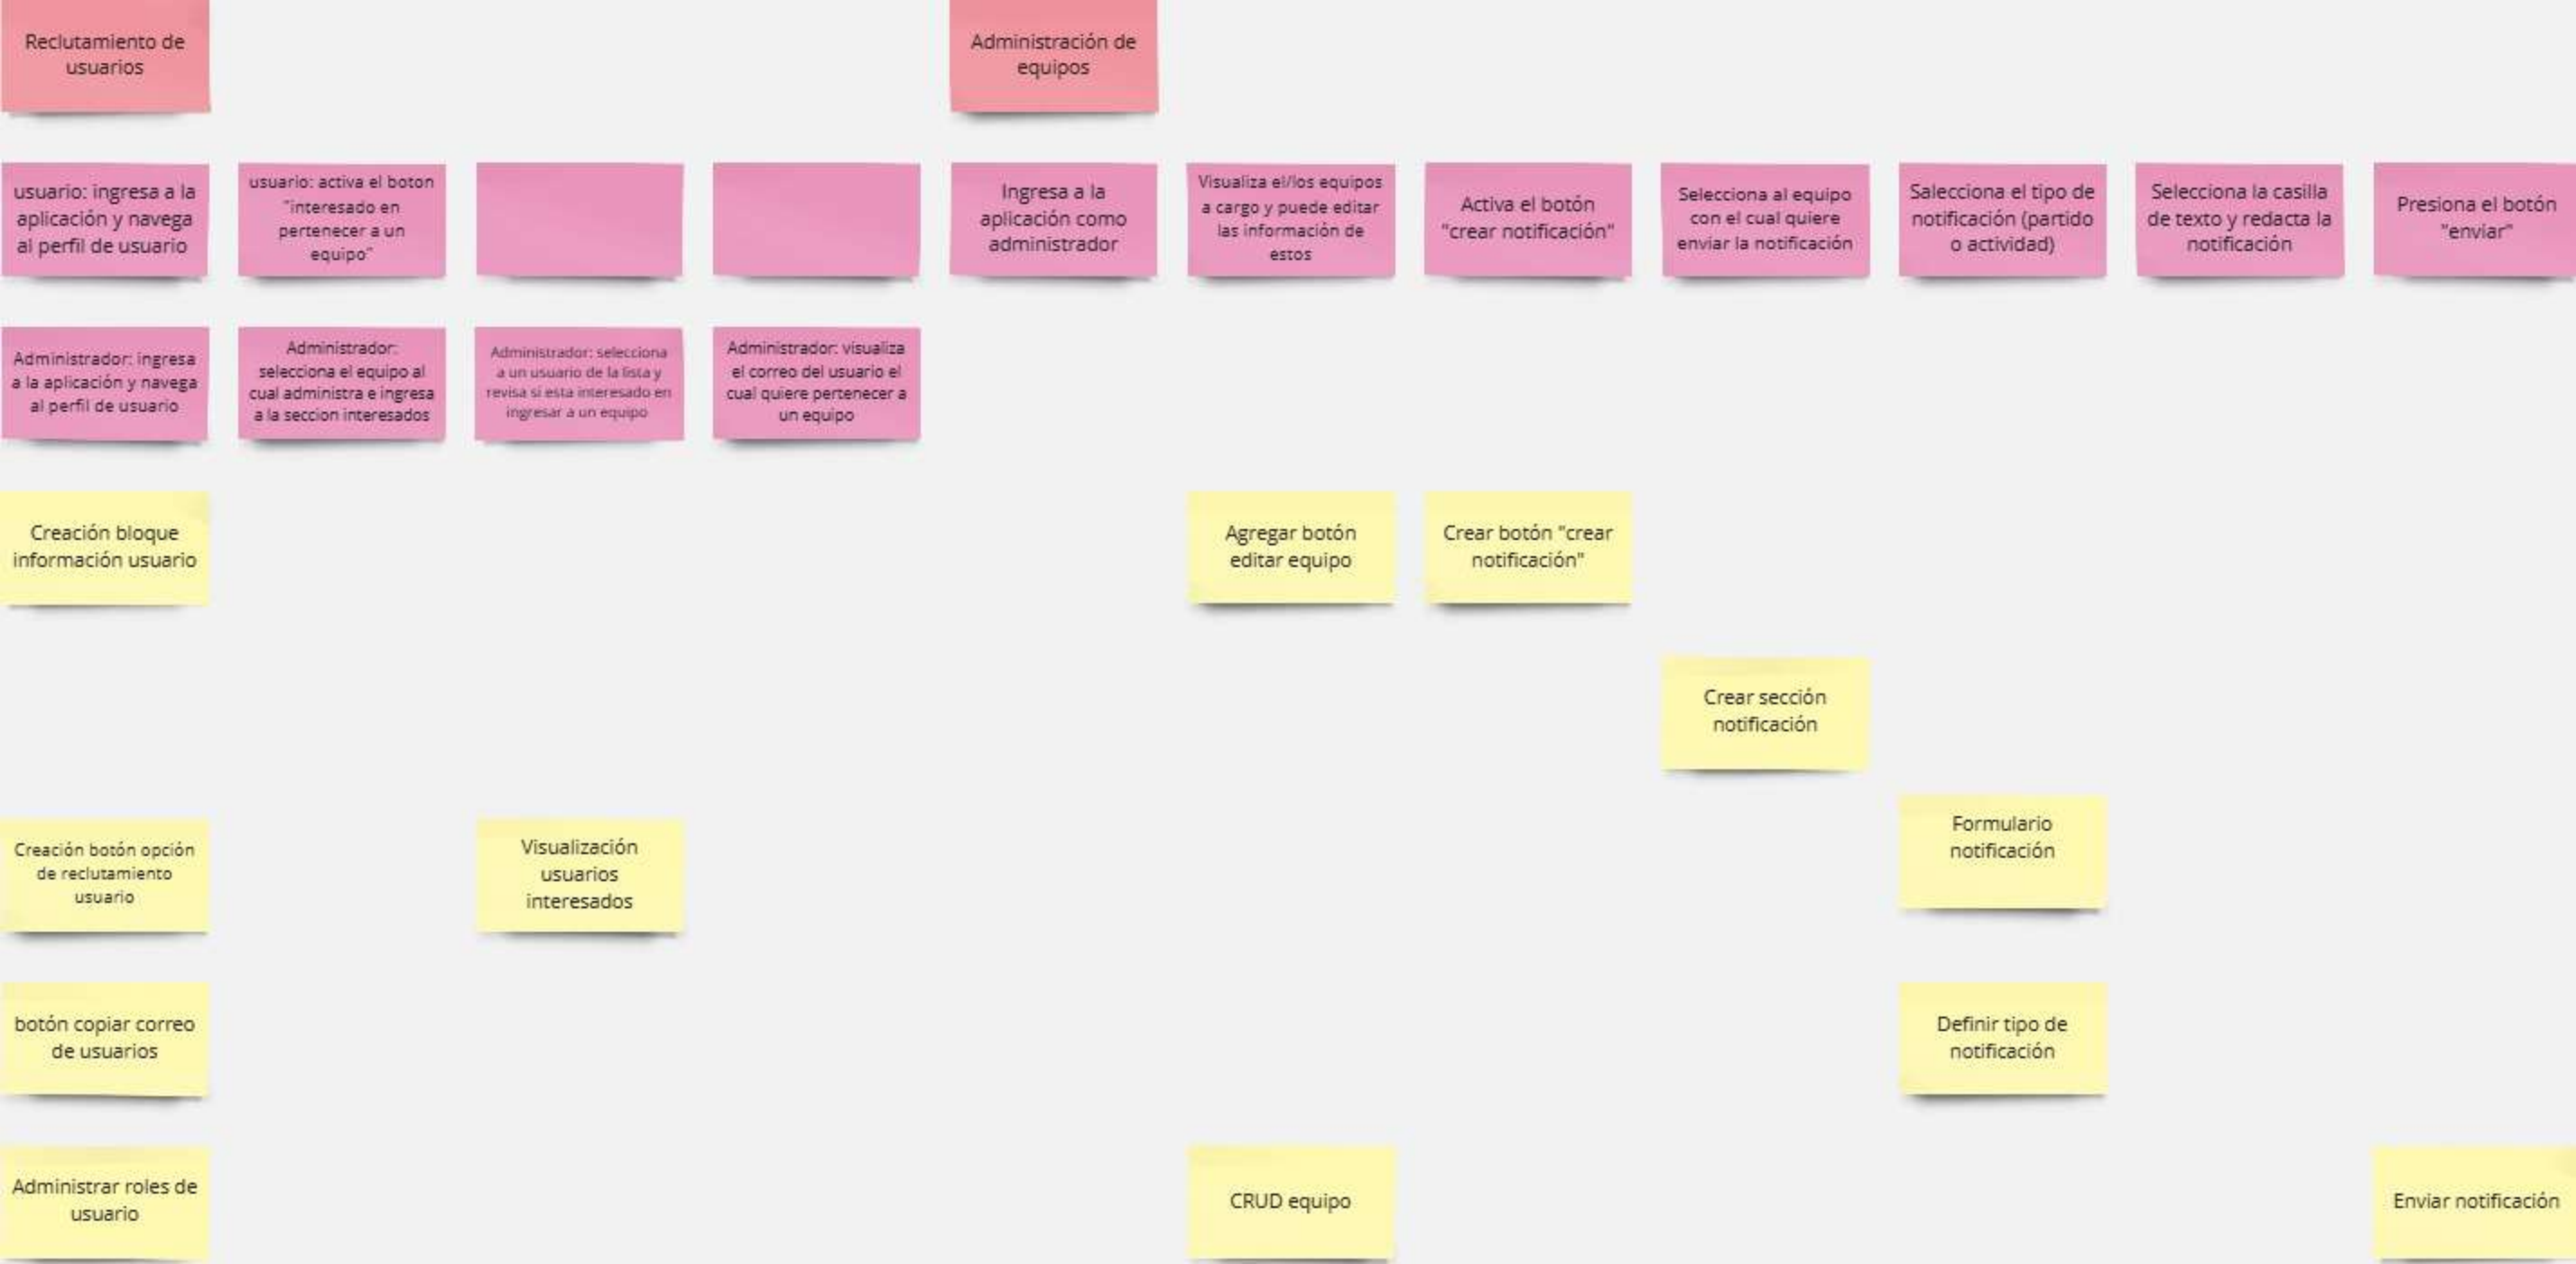 Reclutamiento de
usuarios
Administración de
equipos
usuario: ingresa a la
aplicación y navega
al perfil de usuario
usuario: activa el boton
"interesado en
pertenecer a un
equipo"
Ingresa a la
aplicación como
administrador
Visualiza el/los equipos
a cargo y puede editar
las información de
estos
Activa el botón
"crear notificación"
Selecciona al equipo
con el cual quiere
enviar la notificación
Salecciona el tipo de
notificación (partido
o actividad)
Selecciona la casilla
de texto y redacta la
notificación
Presiona el botón
"enviar"
Administrador: ingresa
a la aplicación y navega
al perfil de usuario
Administrador:
selecciona el equipo al
cual administra e ingresa
a la seccion interesados
Administrador: selecciona
a un usuario de la lista y
revisa si esta interesado en
ingresar a un equipo
Administrador: visualiza
el correo del usuario el
cual quiere pertenecer a
un equipo
Creación bloque
información usuario
Agregar botón
editar equipo
Crear botón "crear
notificación"
Crear sección
notificación
Creación botón opción
de reclutamiento
usuario
Visualización
usuarios
interesados
Formulario
notificación
botón copiar correo
de usuarios
Definir tipo de
notificación
Administrar roles de
usuario
CRUD equipo
Enviar notificación